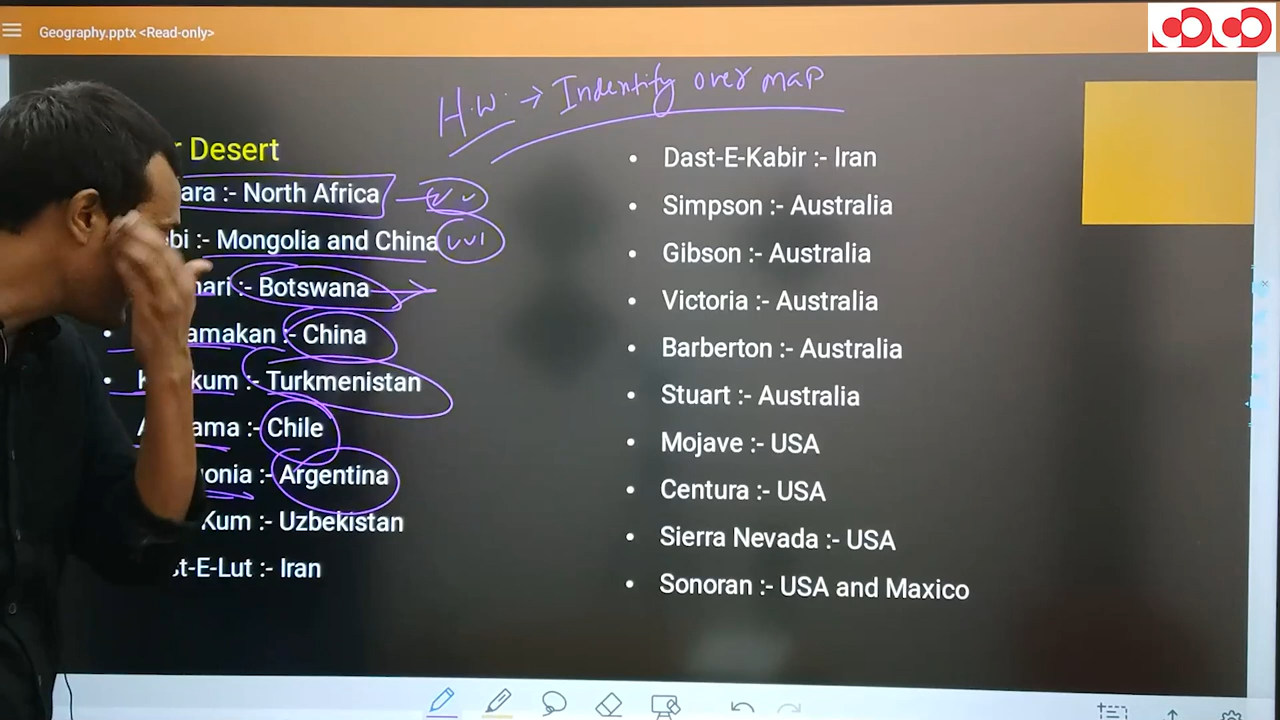 Geography.pptx <Read-only>
H.W. → Indentify over map
r Desert
ara :- North Africa
bi :- Mongolia and China
hari :- Botswana
amakan :- China
kum :- Turkmenistan
ama :- Chile
onia :- Argentina
Kum :- Uzbekistan
st-E-Lut :- Iran
• Dast-E-Kabir :- Iran
• Simpson :- Australia
• Gibson :- Australia
• Victoria :- Australia
• Barberton :- Australia
• Stuart :- Australia
• Mojave :- USA
• Centura :- USA
• Sierra Nevada :- USA
• Sonoran :- USA and Maxico